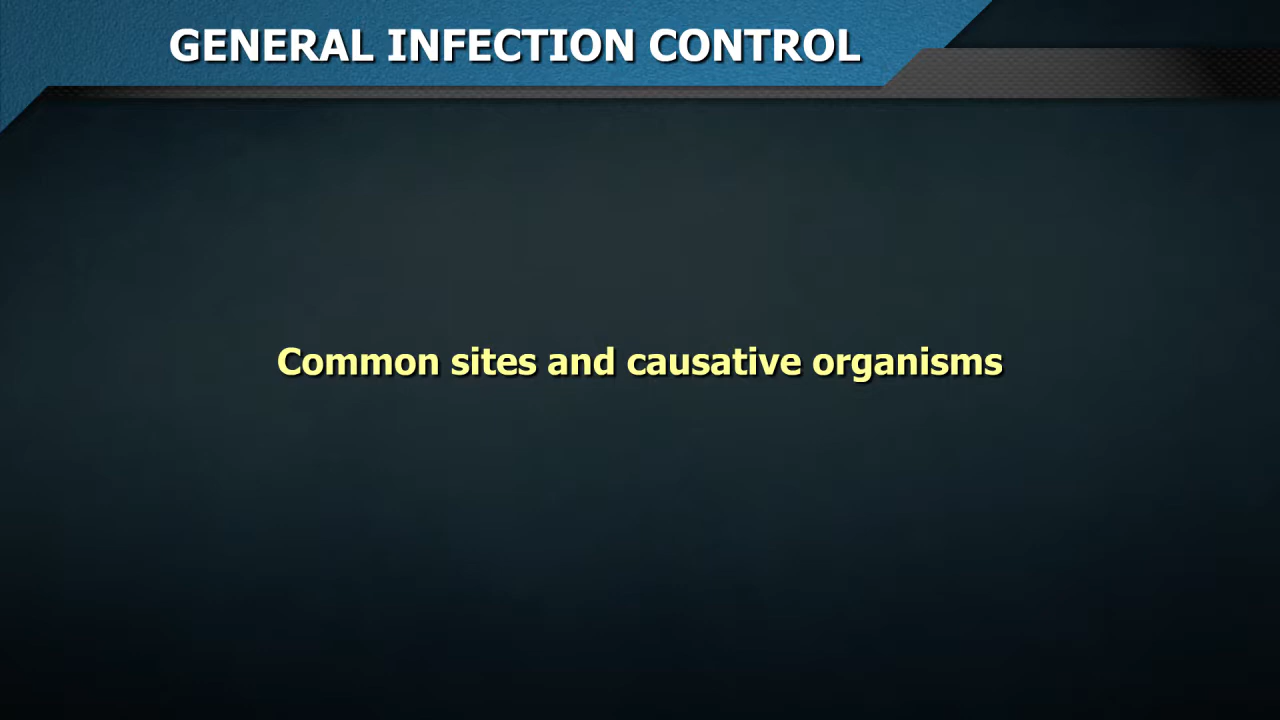 GENERAL INFECTION CONTROL
Common sites and causative organisms